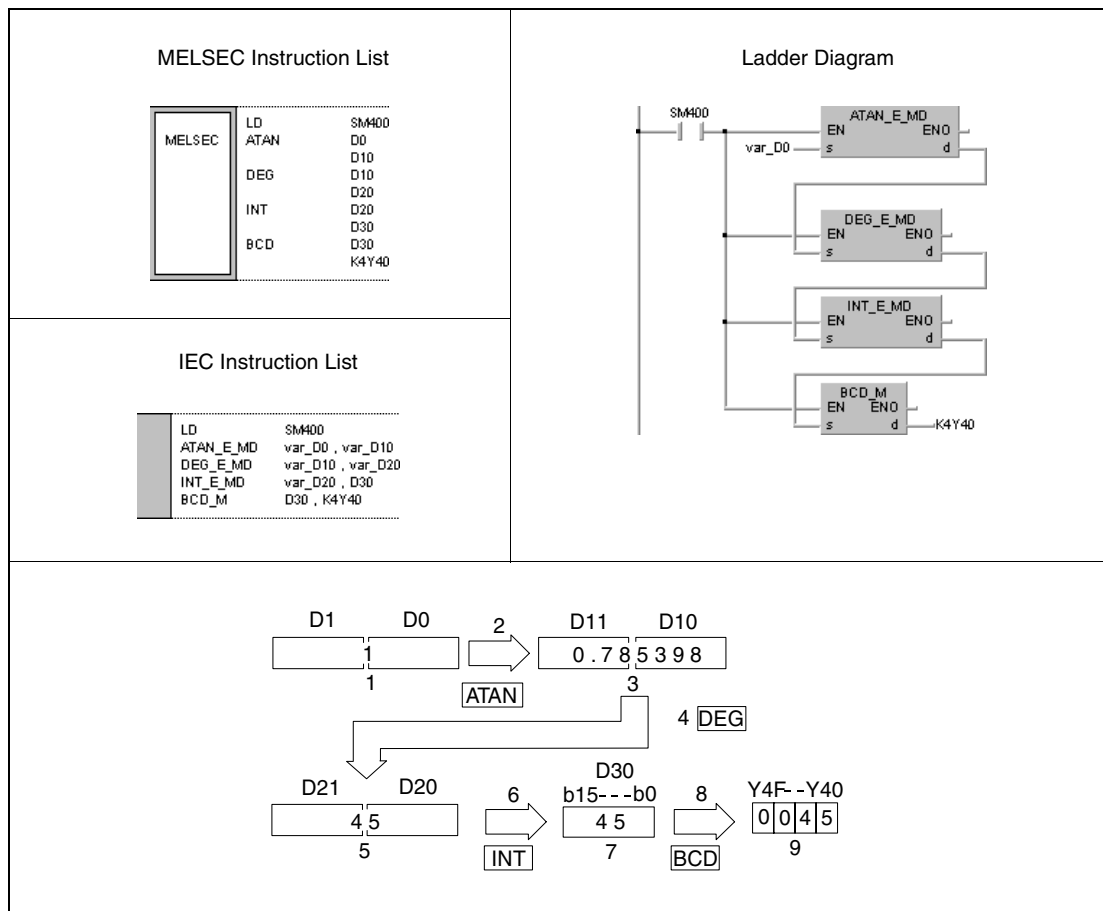 MELSEC Instruction List
MELSEC
LD SM400
ATAN D0
D10
DEG D10
D20
INT D20
D30
BCD D30
K4Y40
IEC Instruction List
LD SM400
ATAN_E_MD var_D0 , var_D10
DEG_E_MD var_D10 , var_D20
INT_E_MD var_D20 , D30
BCD_M D30 , K4Y40
Ladder Diagram
SM400
ATAN_E_MD
EN ENO
var_D0 s d
DEG_E_MD
EN ENO
s d
INT_E_MD
EN ENO
s d
BCD_M
EN ENO
s d K4Y40
D1 D0 2 D11 D10
1 0.785398
1 ATAN 3
4 DEG
D21 D20 6 D30 8 Y4F--Y40
b15---b0
45 45 0 0 4 5
5 INT 7 BCD 9